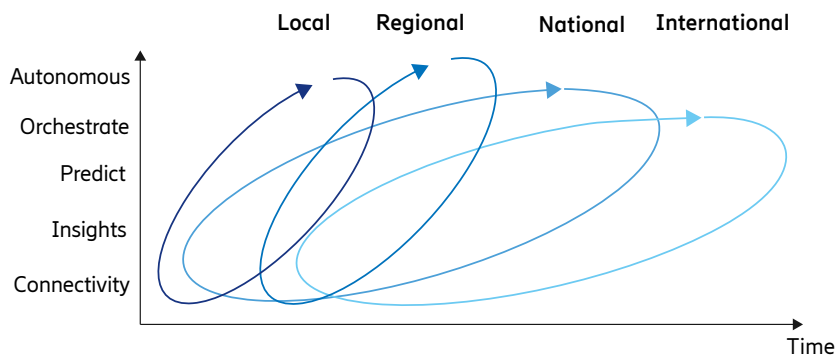 Local Regional National International
Autonomous
Orchestrate
Predict
Insights
Connectivity
Time